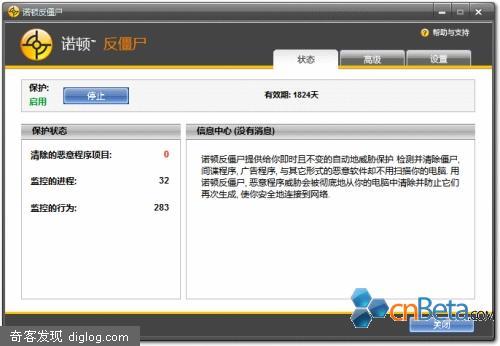 诺顿反僵尸
诺顿™ 反僵尸
帮助与支持
状态
高级
设置
保护:
启用
停止
有效期: 1824天
保护状态
清除的恶意程序项目: 0
监控的进程: 32
监控的行为: 283
信息中心 (没有消息)
诺顿反僵尸提供给你即时且不变的自动地威胁保护 检测并清除僵尸,
间谍程序, 广告程序, 与其它形式的恶意软件却不用扫描你的电脑. 用
诺顿反僵尸, 恶意程序威胁会被彻底地从你的电脑中清除并防止它们
再次生成, 使你安全地连接到网络.
cnBeta.com
关闭
奇客发现 diglog.com